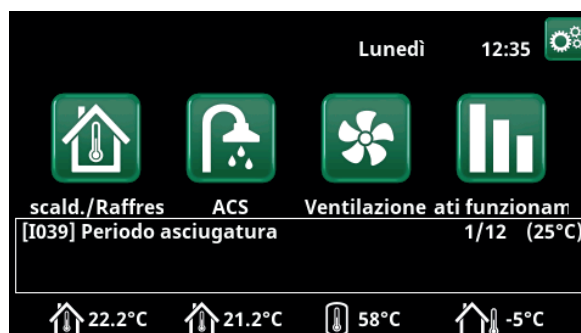 Lunedì 12:35
scald./Raffres ACS Ventilazione ati funzionam
[I039] Periodo asciugatura 1/12 (25°C)
22.2°C 21.2°C 58°C -5°C